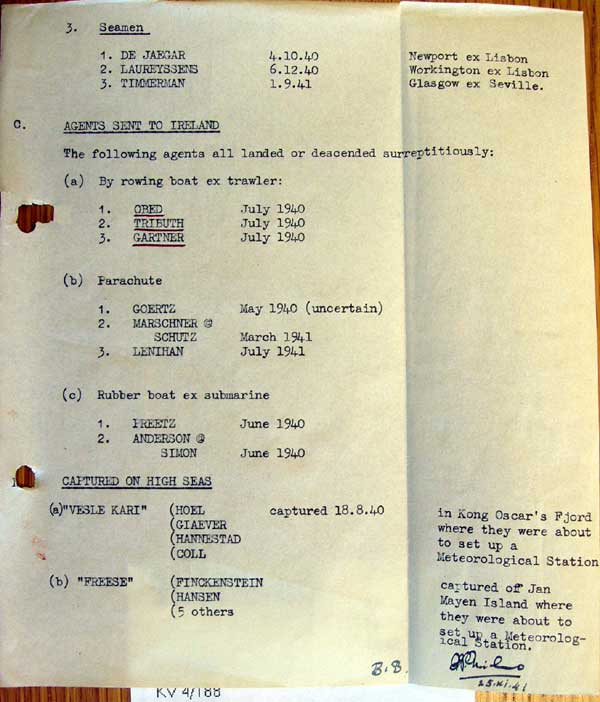 3. Seamen
1. DE JAEGAR 4.10.40 Newport ex Lisbon
2. LAUREYSSENS 6.12.40 Workington ex Lisbon
3. TIMMERMAN 1.9.41 Glasgow ex Seville.
C. AGENTS SENT TO IRELAND
The following agents all landed or descended surreptitiously:
(a) By rowing boat ex trawler:
1. OBED July 1940
2. TRIBUTH July 1940
3. GARTNER July 1940
(b) Parachute
1. GOERTZ May 1940 (uncertain)
2. MARSCHNER @
SCHUTZ March 1941
3. LENIHAN July 1941
(c) Rubber boat ex submarine
1. PREETZ June 1940
2. ANDERSON @
SIMON June 1940
CAPTURED ON HIGH SEAS
(a) "VESLE KARI" (HOEL captured 18.8.40 in Kong Oscar's Fjord
(GIAEVER where they were about
(HANNESTAD to set up a
(COLL Meteorological Station
(b) "FREESE" (FINCKENSTEIN captured off Jan
(HANSEN Mayen Island where
(5 others they were about to
set up a Meteorolog-
ical Station.
B.8.
25.xi.41
KV 4/188